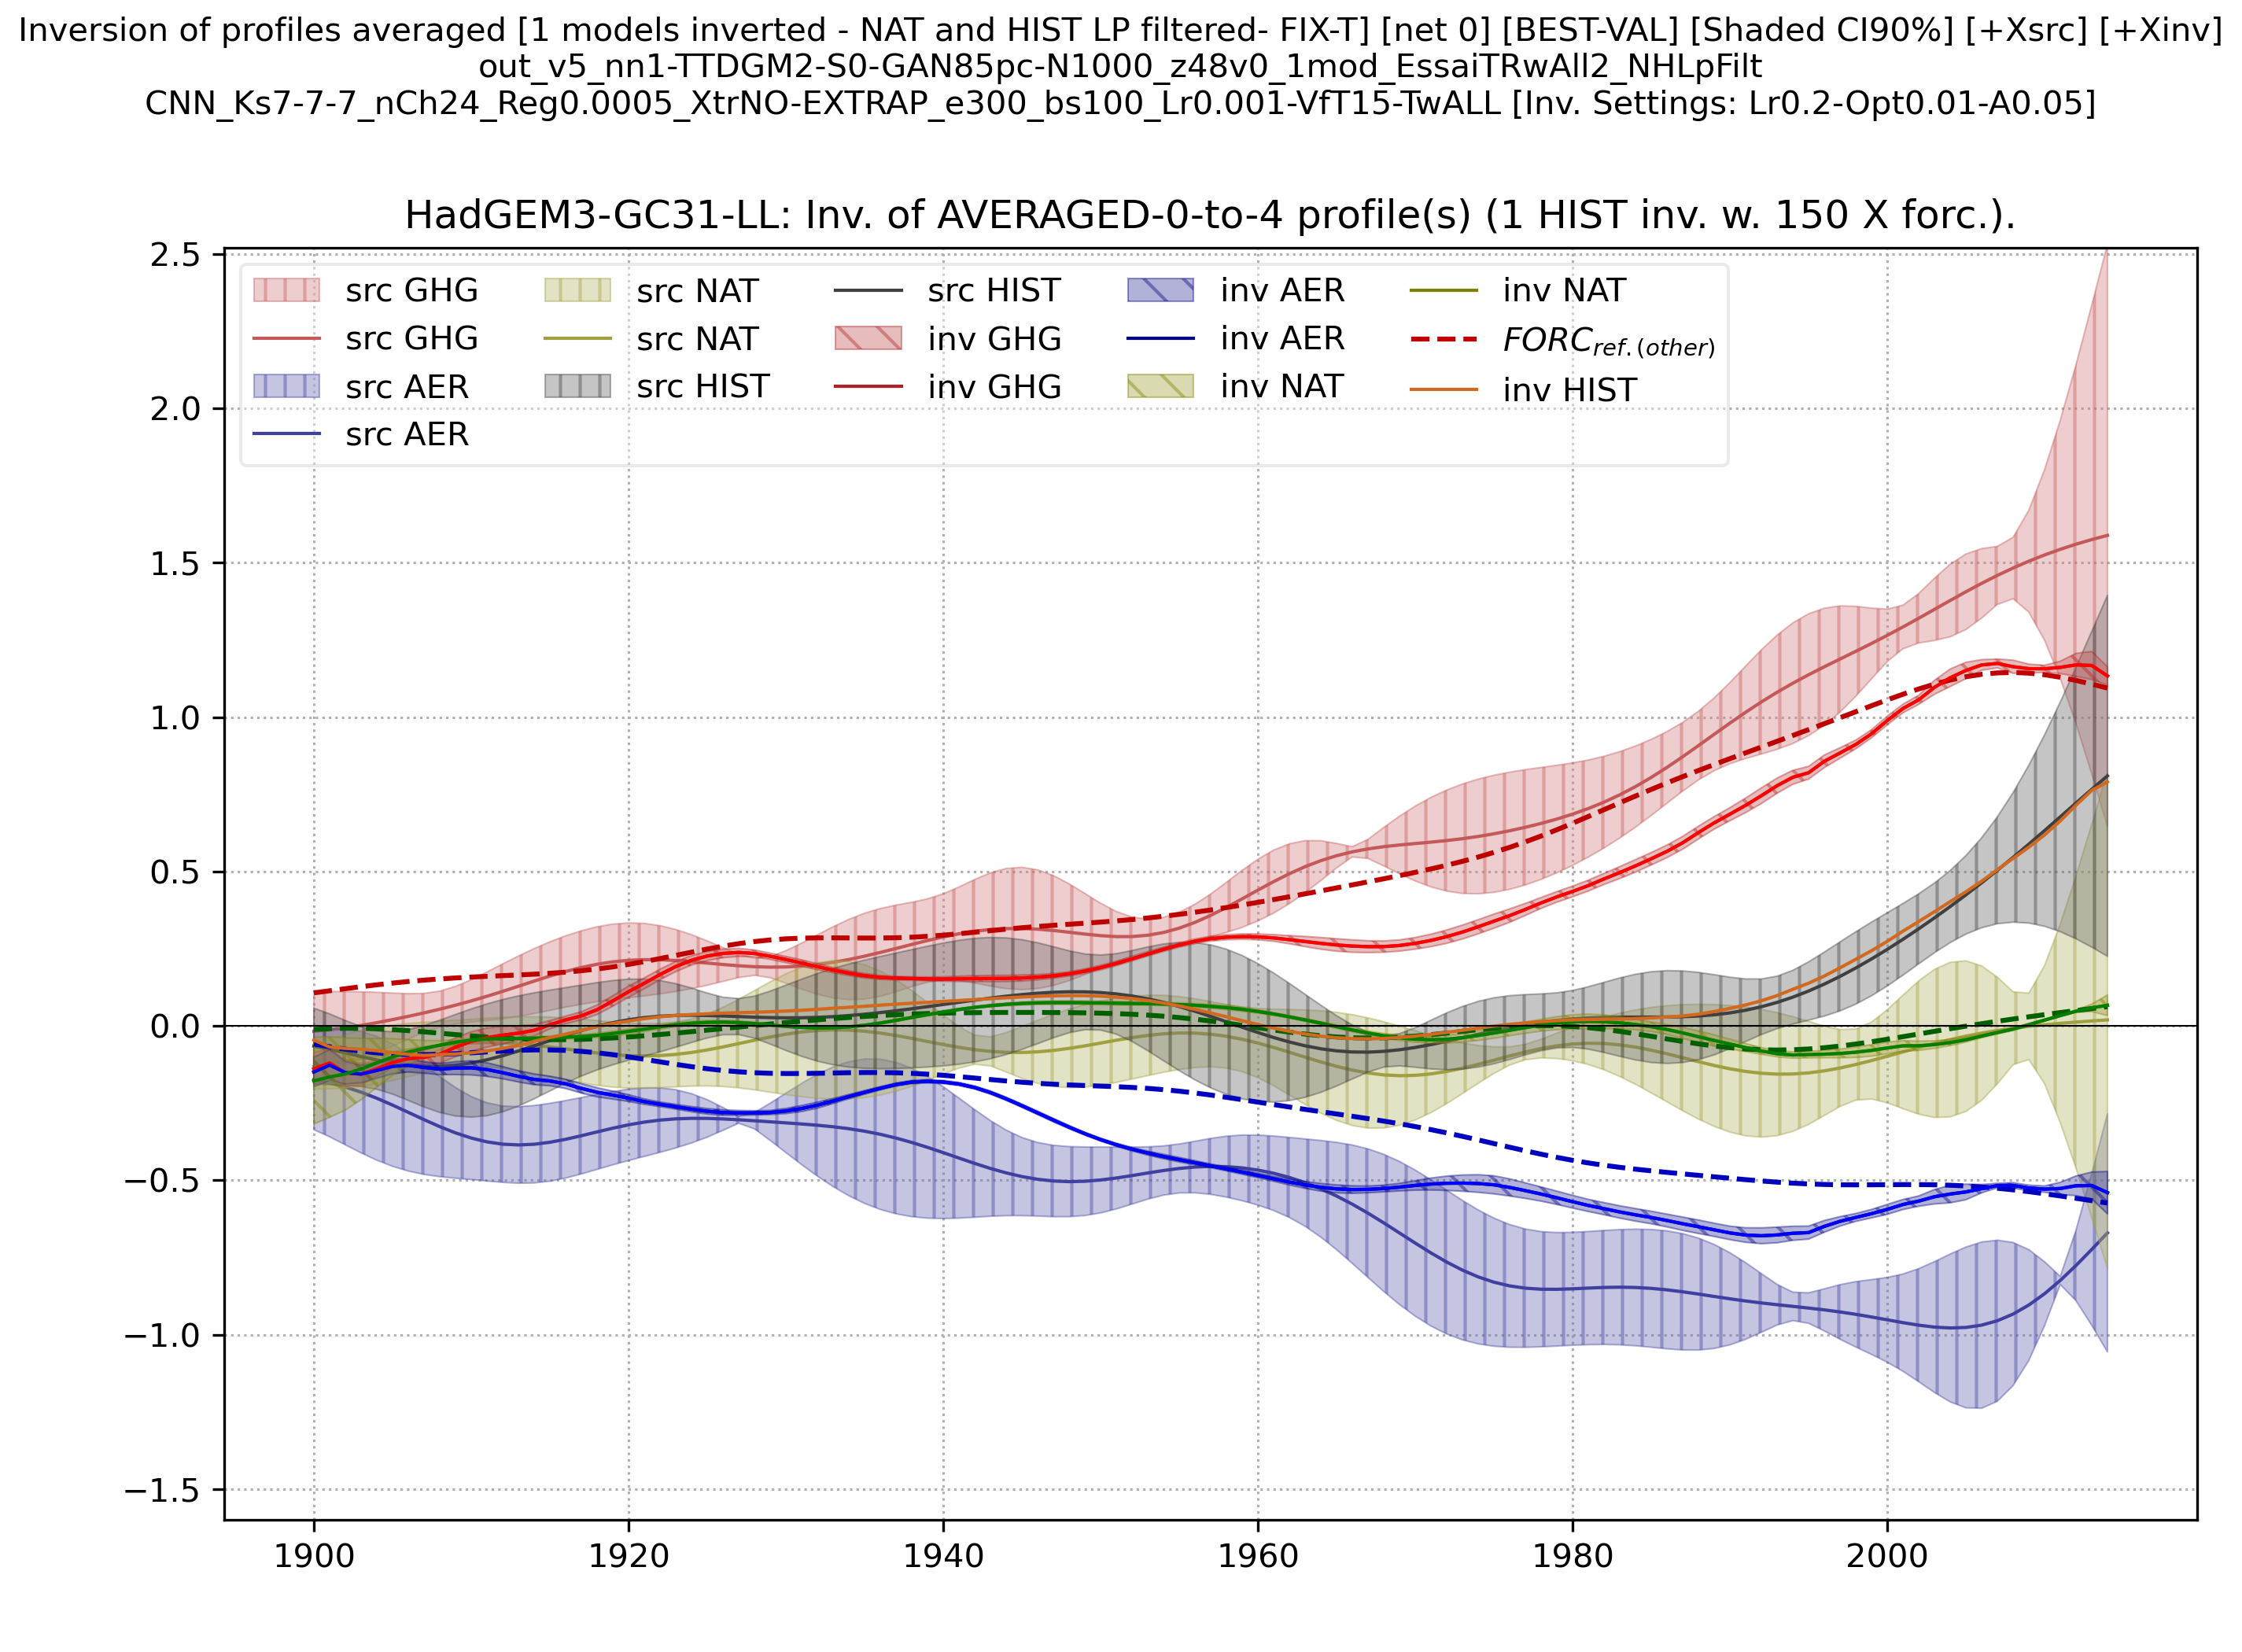 Inversion of profiles averaged [1 models inverted - NAT and HIST LP filtered- FIX-T] [net 0] [BEST-VAL] [Shaded CI90%] [+Xsrc] [+Xinv]
out_v5_nn1-TTDGM2-S0-GAN85pc-N1000_z48v0_1mod_EssaiTRwAll2_NHLpFilt
CNN_Ks7-7-7_nCh24_Reg0.0005_XtrNO-EXTRAP_e300_bs100_Lr0.001-VfT15-TwALL [Inv. Settings: Lr0.2-Opt0.01-A0.05]
HadGEM3-GC31-LL: Inv. of AVERAGED-0-to-4 profile(s) (1 HIST inv. w. 150 X forc.).
src GHG
src GHG
src AER
src AER
src NAT
src NAT
src HIST
src HIST
inv GHG
inv GHG
inv AER
inv AER
inv NAT
inv NAT
FORC_ref.(other)
inv HIST
2.5
2.0
1.5
1.0
0.5
0.0
−0.5
−1.0
−1.5
1900 1920 1940 1960 1980 2000